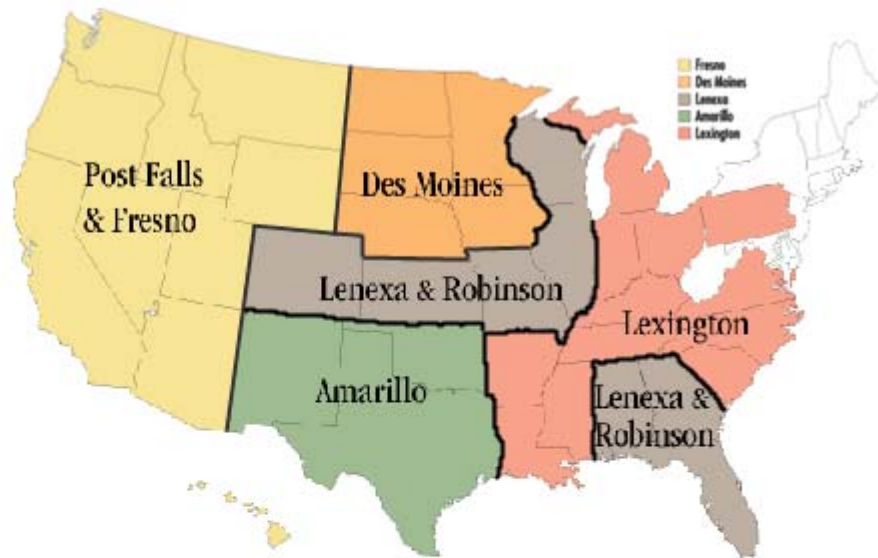 Fresno
Des Moines
Lenexa
Amarillo
Lexington
Post Falls
& Fresno
Des Moines
Lenexa & Robinson
Lexington
Amarillo
Lenexa &
Robinson